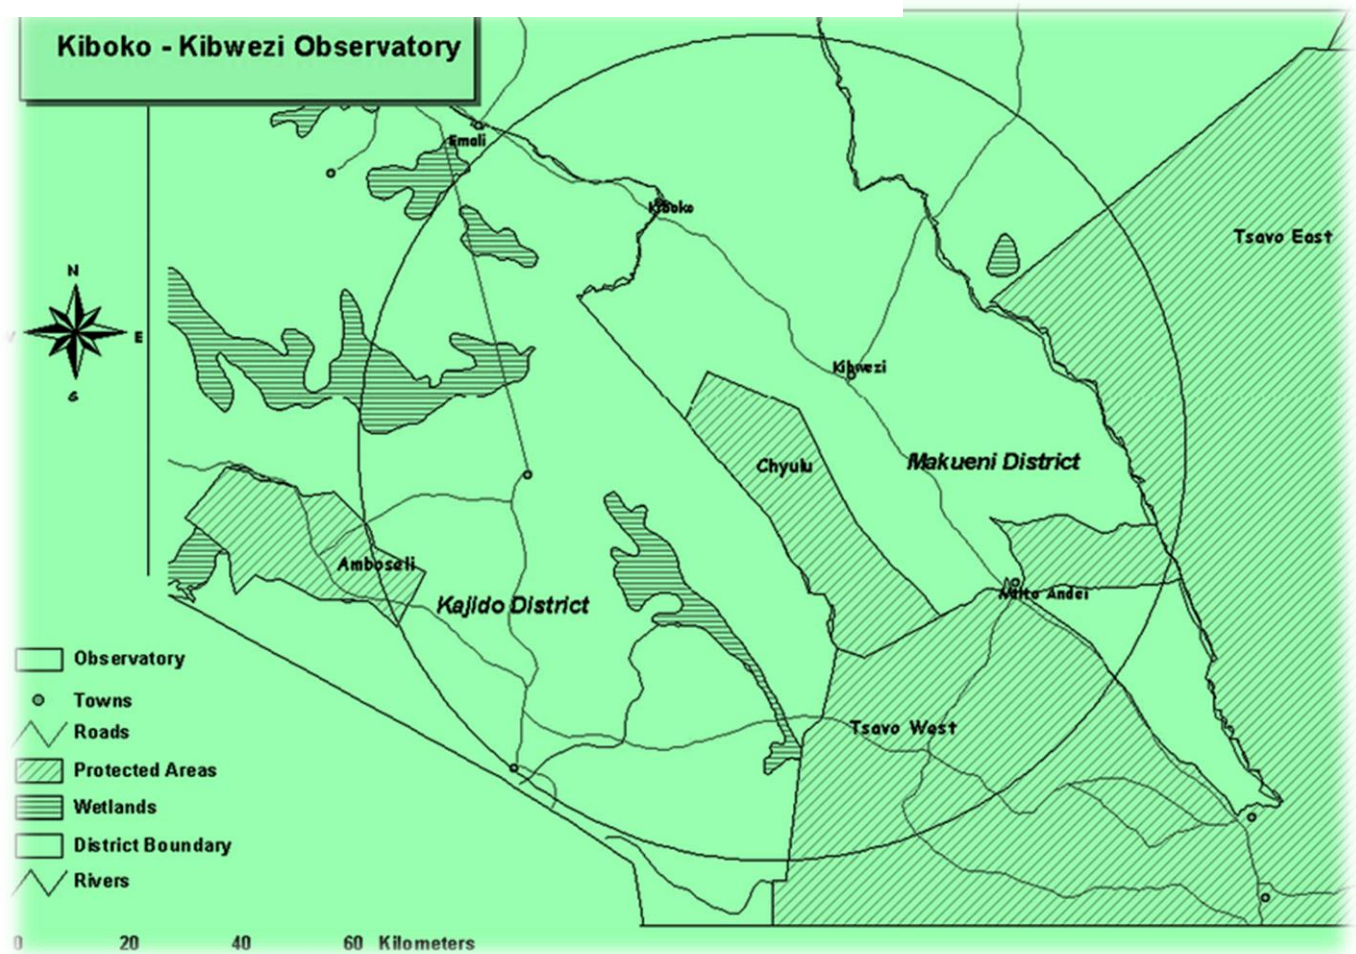 Kiboko - Kibwezi Observatory
Emali
Kiboko
Tsavo East
N
E
S
Kibwezi
Chyulu
Makueni District
Amboseli
Kajido District
Mtito Andei
Tsavo West
Observatory
Towns
Roads
Protected Areas
Wetlands
District Boundary
Rivers
0 20 40 60 Kilometers